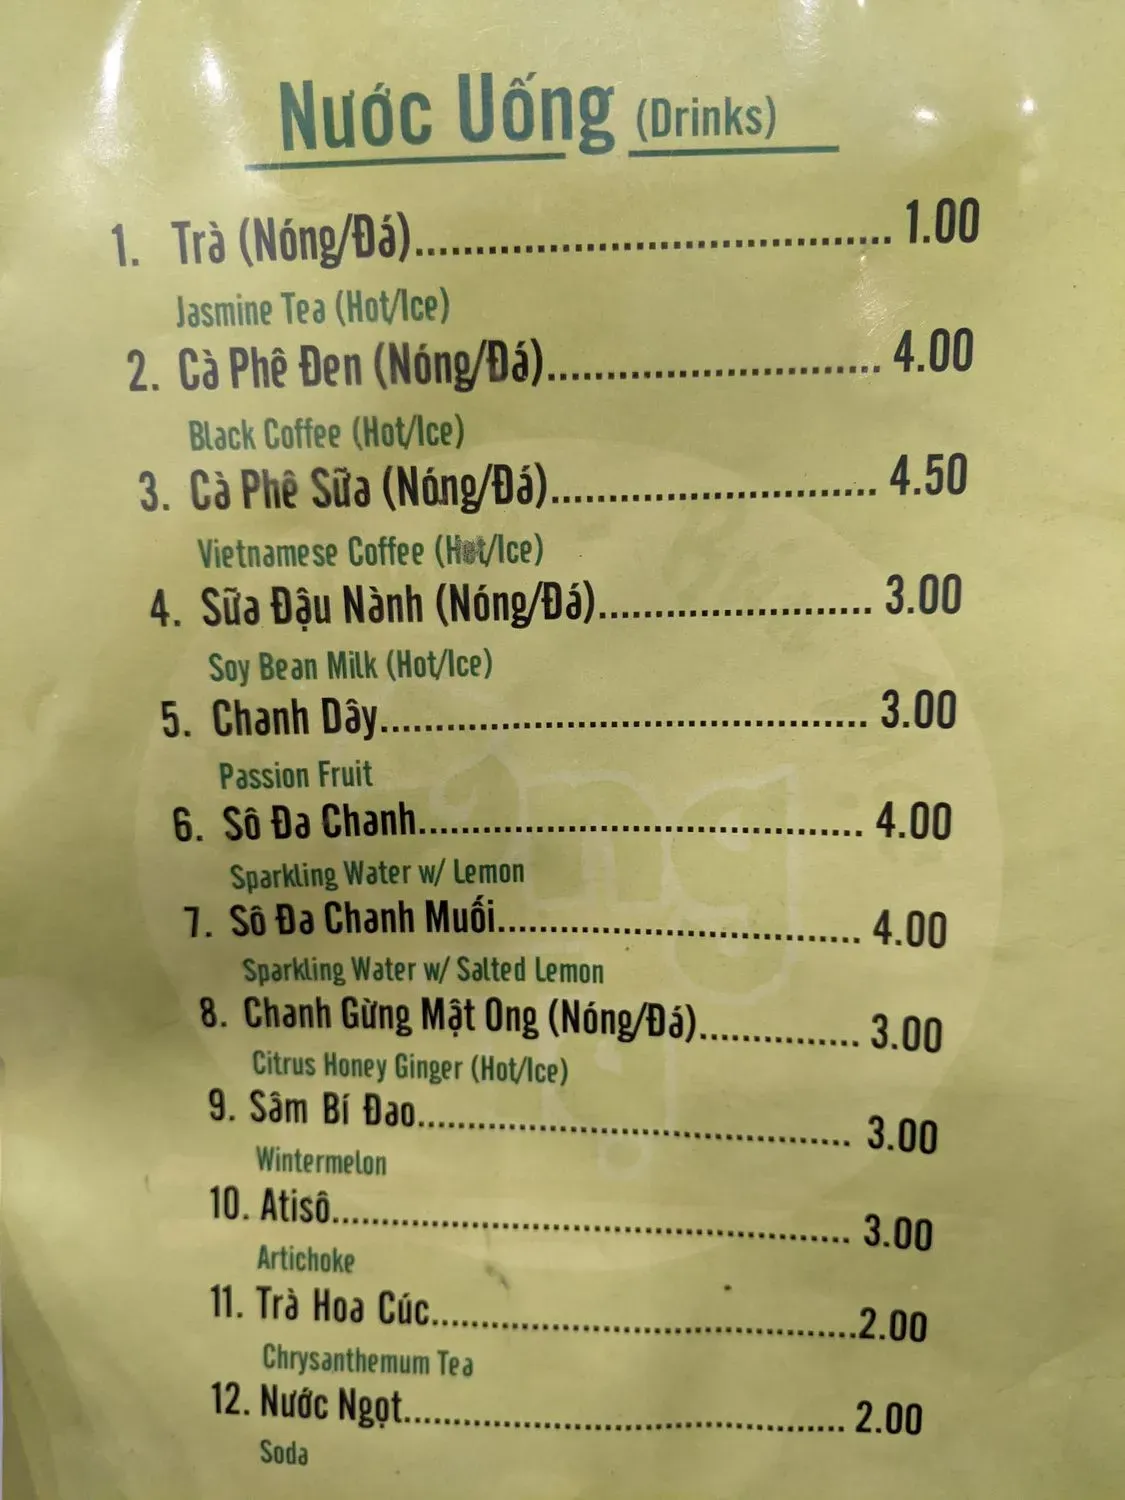 Nước Uống (Drinks)
1. Trà (Nóng/Đá)........................................ 1.00
Jasmine Tea (Hot/Ice)
2. Cà Phê Đen (Nóng/Đá)............................ 4.00
Black Coffee (Hot/Ice)
3. Cà Phê Sữa (Nóng/Đá)............................ 4.50
Vietnamese Coffee (Hot/Ice)
4. Sữa Đậu Nành (Nóng/Đá)........................ 3.00
Soy Bean Milk (Hot/Ice)
5. Chanh Dây.......................................... 3.00
Passion Fruit
6. Sô Đa Chanh....................................... 4.00
Sparkling Water w/ Lemon
7. Sô Đa Chanh Muối................................ 4.00
Sparkling Water w/ Salted Lemon
8. Chanh Gừng Mật Ong (Nóng/Đá).............. 3.00
Citrus Honey Ginger (Hot/Ice)
9. Sâm Bí Đao........................................ 3.00
Wintermelon
10. Atisô................................................ 3.00
Artichoke
11. Trà Hoa Cúc.......................................2.00
Chrysanthemum Tea
12. Nước Ngọt........................................ 2.00
Soda